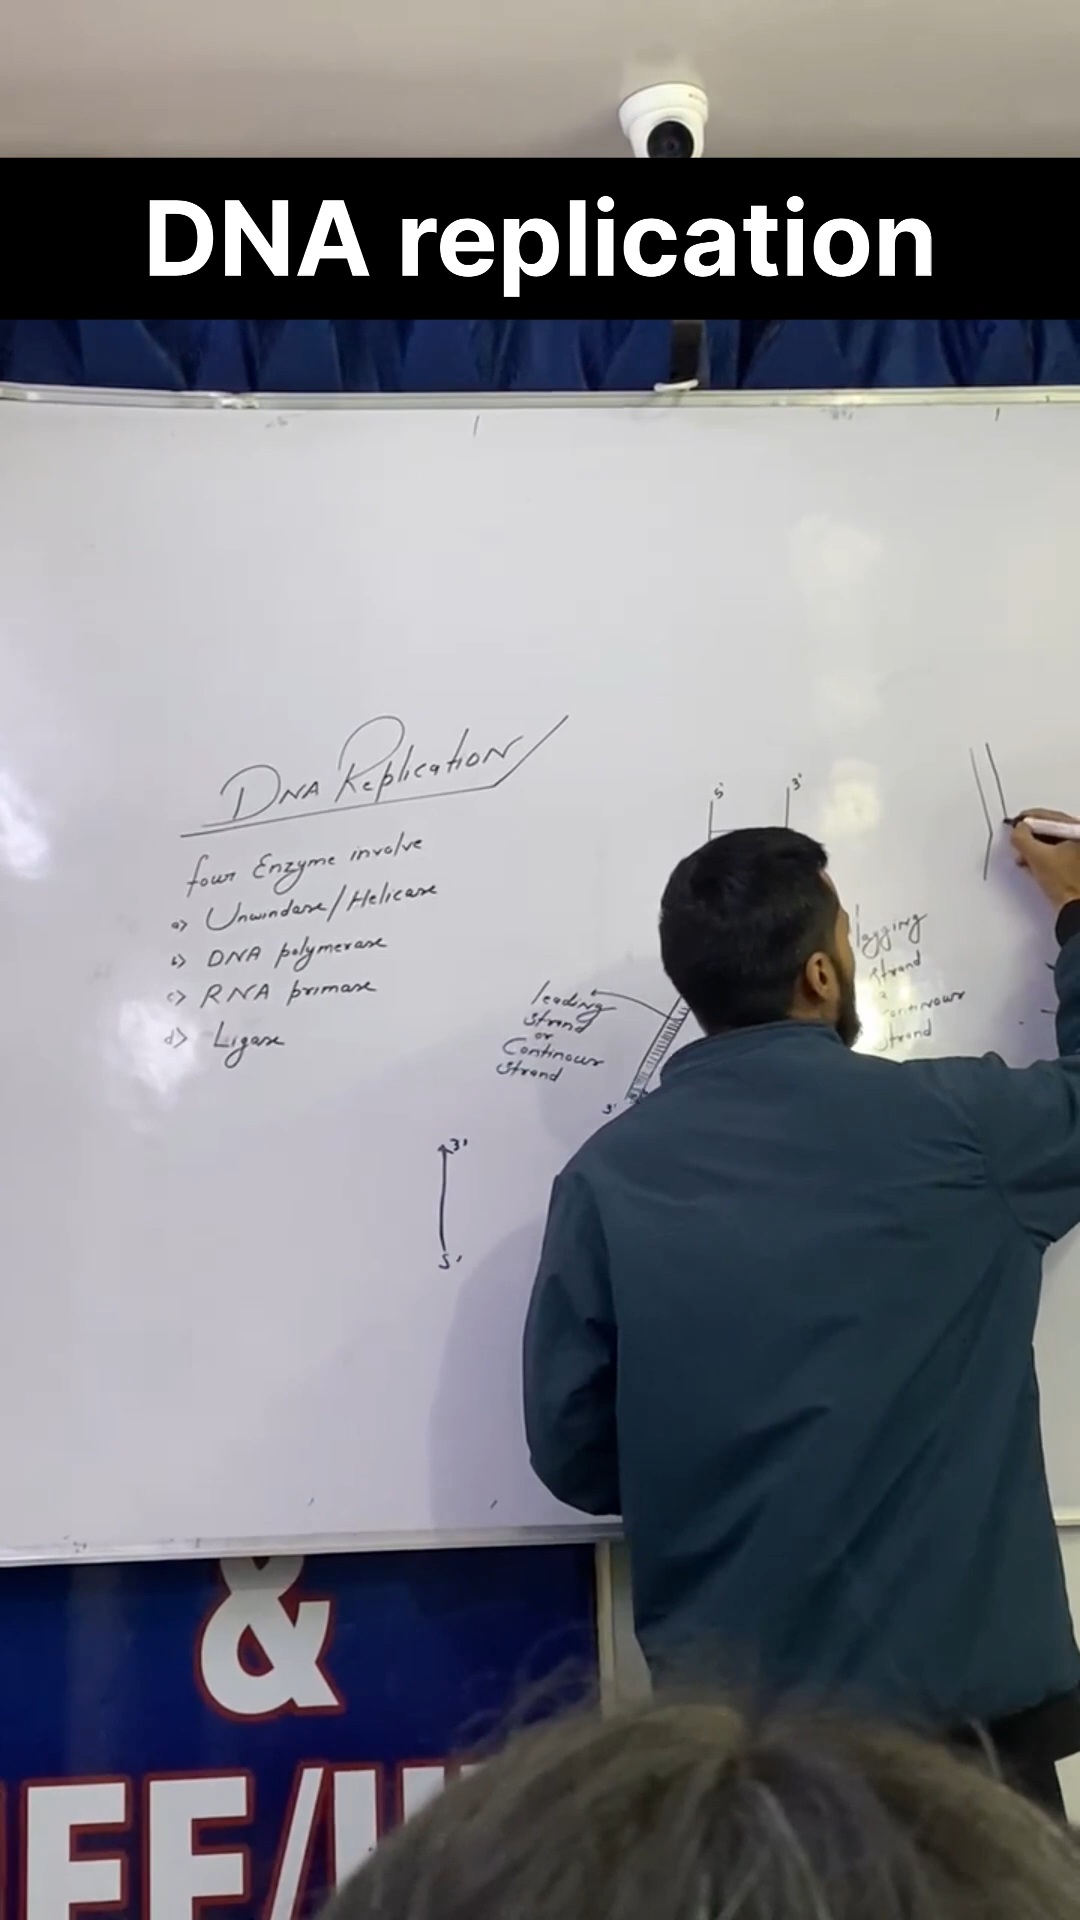 DNA replication
DNA Replication
four Enzyme involve
a> Unwindase/Helicase
b> DNA polymerase
c> RNA primase
d> Ligase
5'
3'
leading
strand
or
Continous
strand
3'
lagging
strand
strand
3'
5'
&